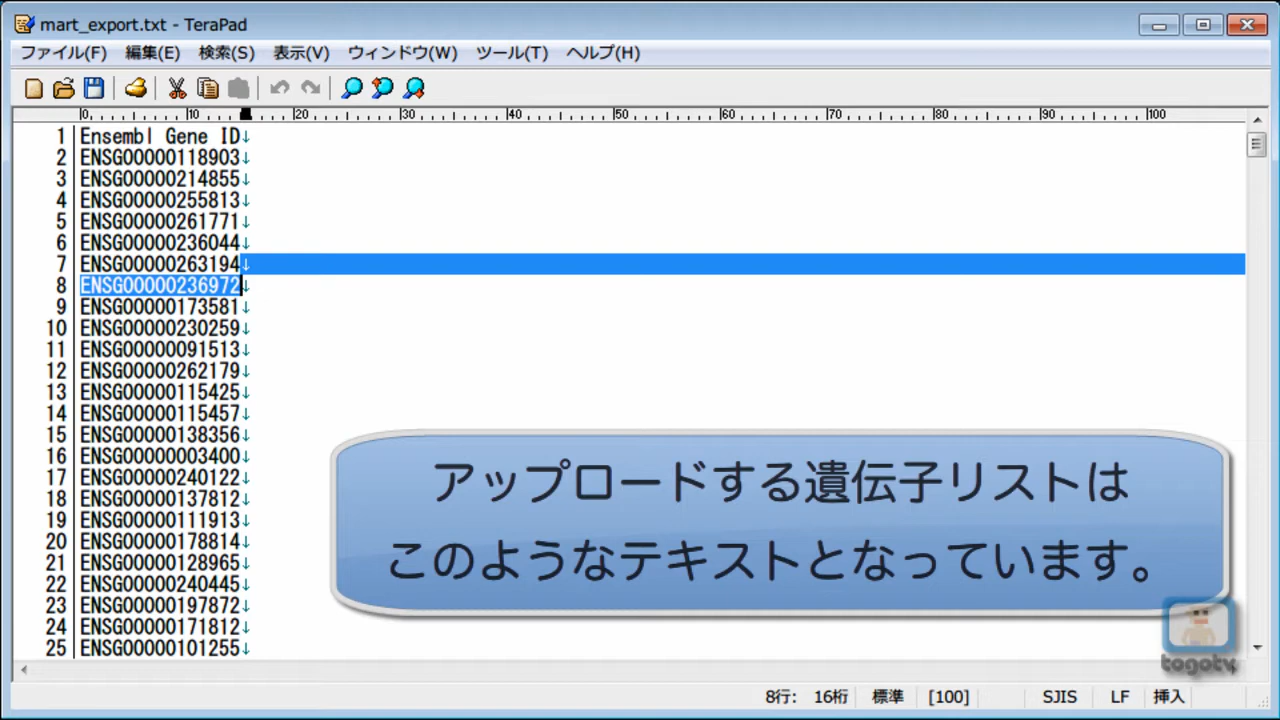 mart_export.txt - TeraPad
ファイル(F) 編集(E) 検索(S) 表示(V) ウィンドウ(W) ツール(T) ヘルプ(H)
0 10 20 30 40 50 60 70 80 90 100
1 Ensembl Gene ID↓
2 ENSG00000118903↓
3 ENSG00000214855↓
4 ENSG00000255813↓
5 ENSG00000261771↓
6 ENSG00000236044↓
7 ENSG00000263194↓
8 ENSG00000236972↓
9 ENSG00000173581↓
10 ENSG00000230259↓
11 ENSG00000091513↓
12 ENSG00000262179↓
13 ENSG00000115425↓
14 ENSG00000115457↓
15 ENSG00000138356↓
16 ENSG00000003400↓
17 ENSG00000240122↓
18 ENSG00000137812↓
19 ENSG00000111913↓
20 ENSG00000178814↓
21 ENSG00000128965↓
22 ENSG00000240445↓
23 ENSG00000197872↓
24 ENSG00000171812↓
25 ENSG00000101255↓
アップロードする遺伝子リストは
このようなテキストとなっています。
togotv
8行: 16桁 標準 [100] SJIS LF 挿入